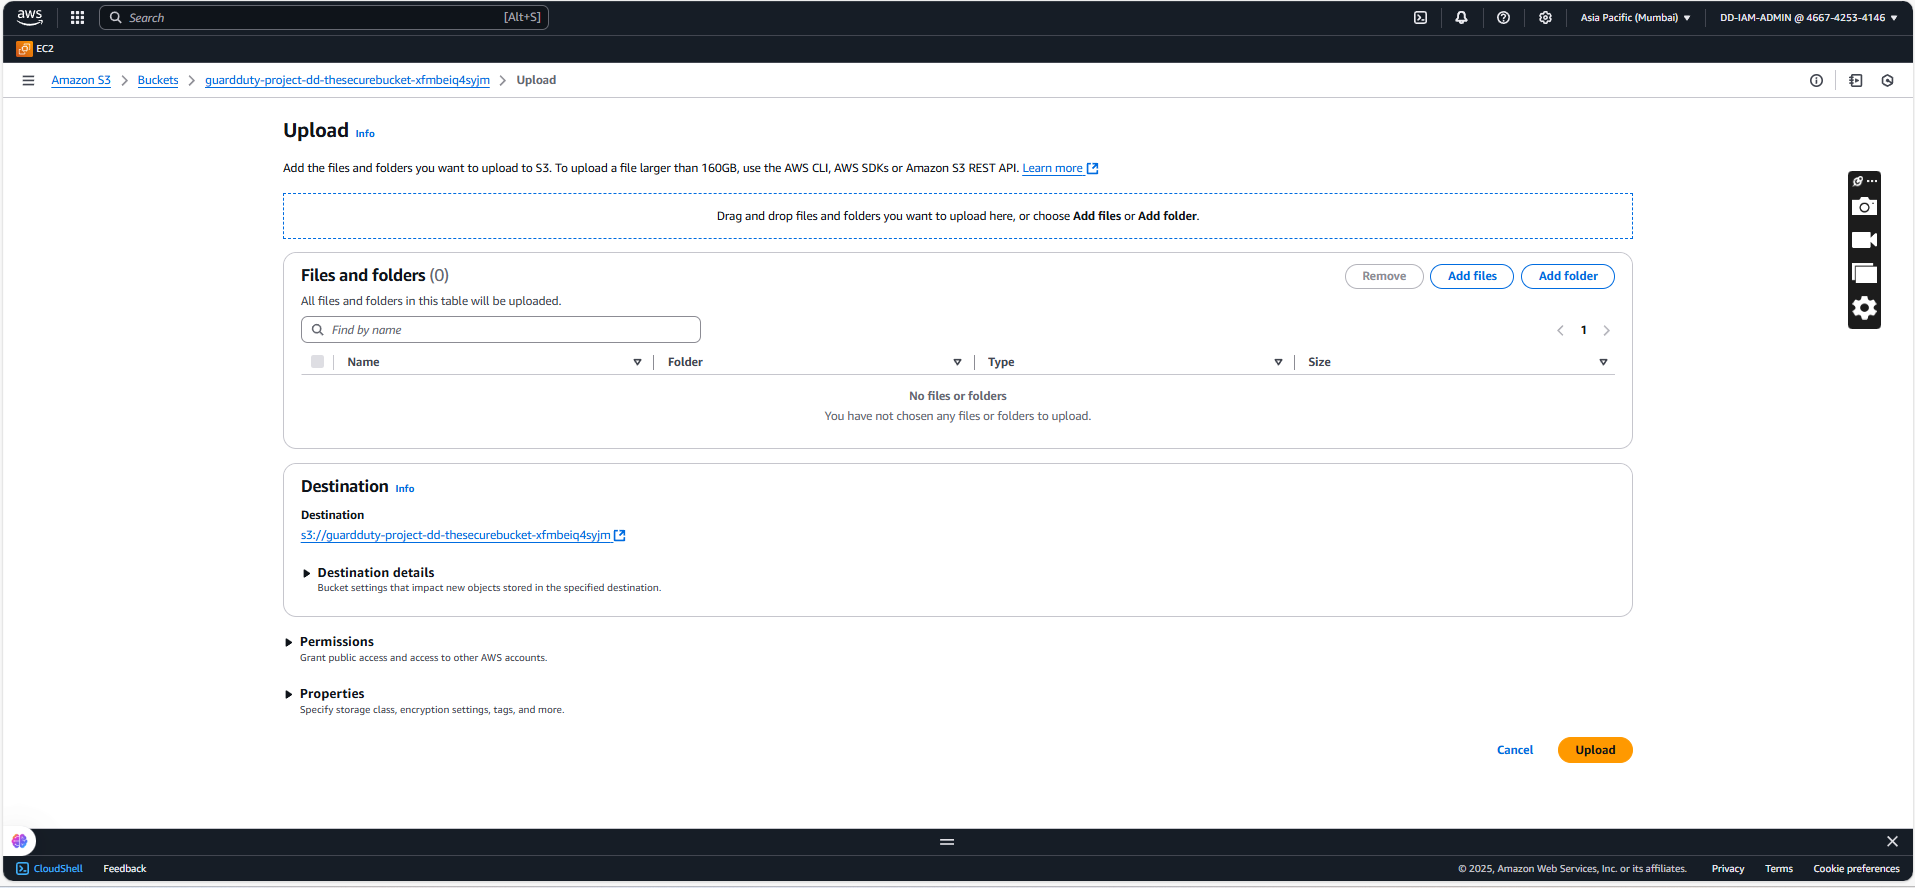 aws
Search [Alt+S] Asia Pacific (Mumbai) DD-IAM-ADMIN @ 4667-4253-4146
EC2
Amazon S3 Buckets guardduty-project-dd-thesecurebucket-xfmbeiq4syjm Upload
Upload Info
Add the files and folders you want to upload to S3. To upload a file larger than 160GB, use the AWS CLI, AWS SDKs or Amazon S3 REST API. Learn more
Drag and drop files and folders you want to upload here, or choose Add files or Add folder.
Files and folders (0) Remove Add files Add folder
All files and folders in this table will be uploaded.
Find by name 1
Name Folder Type Size
No files or folders
You have not chosen any files or folders to upload.
Destination Info
Destination
s3://guardduty-project-dd-thesecurebucket-xfmbeiq4syjm
Destination details
Bucket settings that impact new objects stored in the specified destination.
Permissions
Grant public access and access to other AWS accounts.
Properties
Specify storage class, encryption settings, tags, and more.
Cancel Upload
CloudShell Feedback © 2025, Amazon Web Services, Inc. or its affiliates. Privacy Terms Cookie preferences